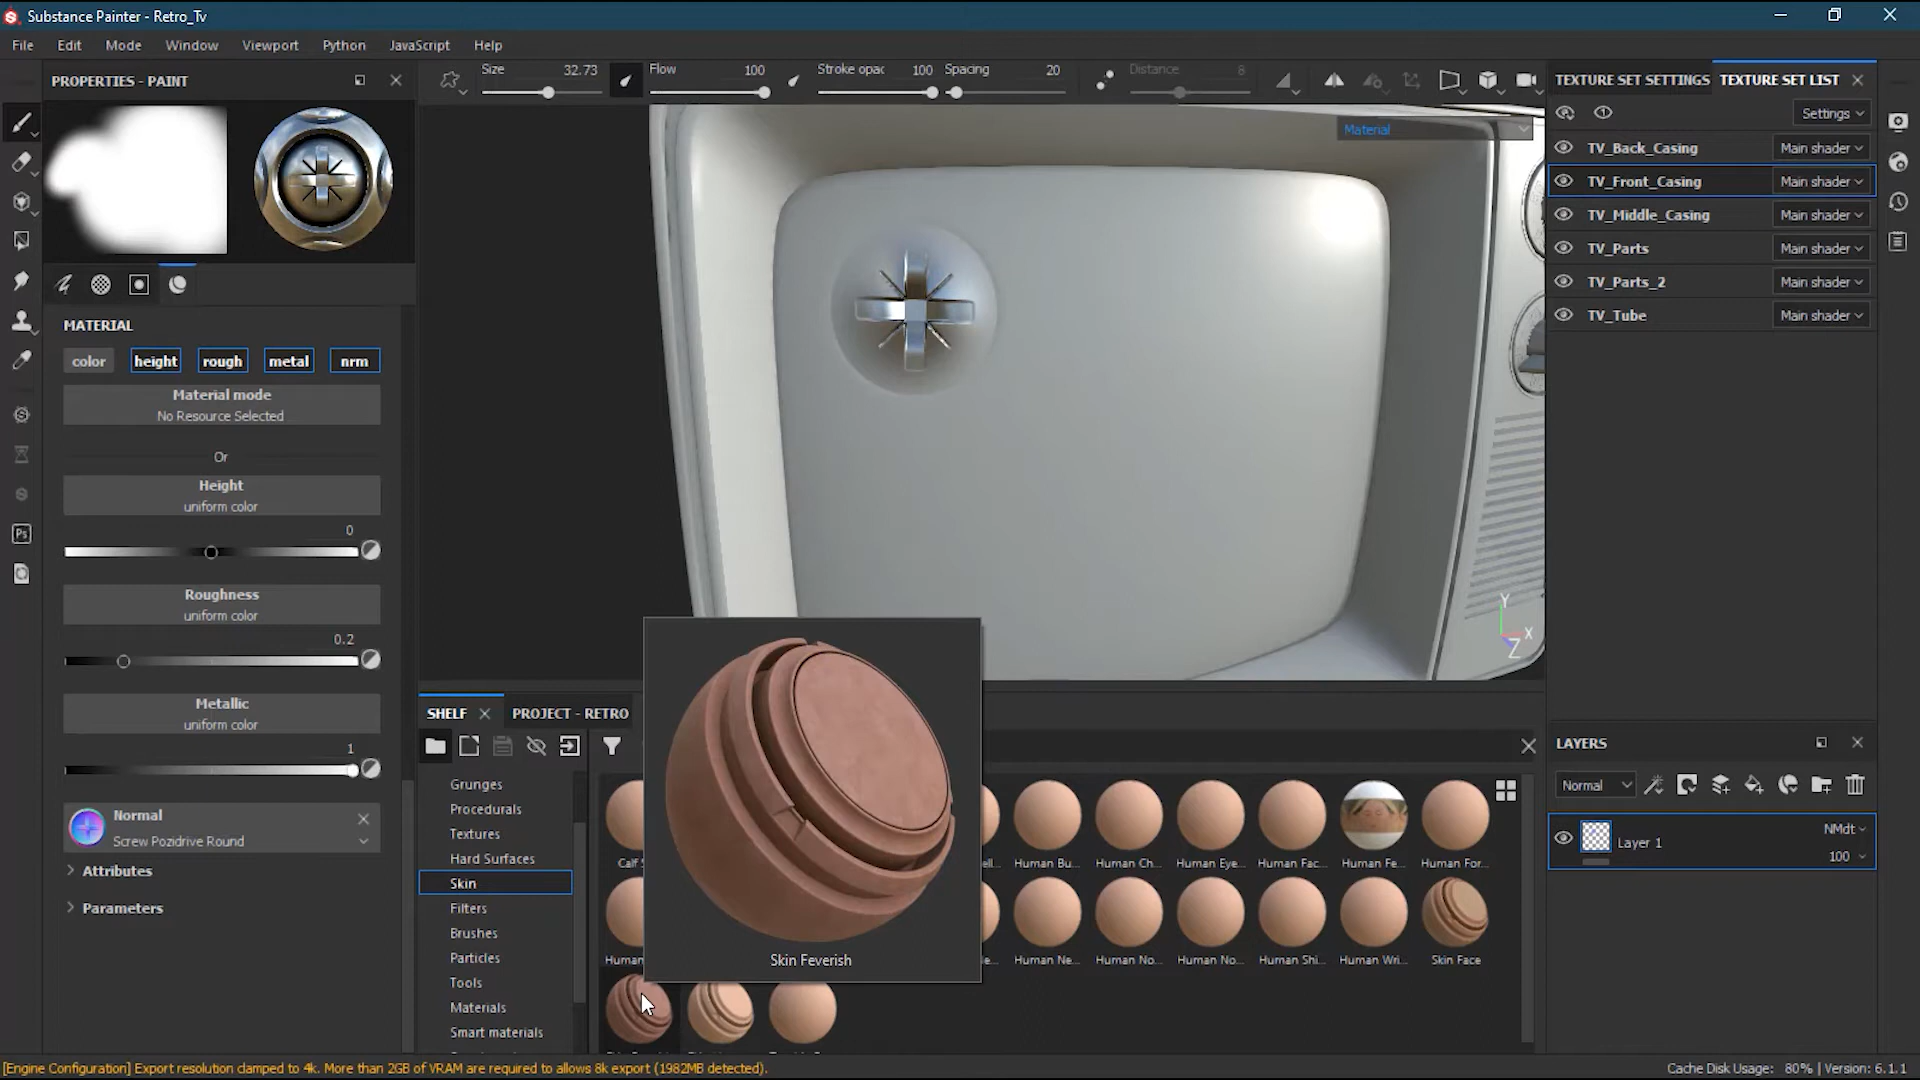 Substance Painter - Retro_Tv
File Edit Mode Window Viewport Python JavaScript Help
PROPERTIES - PAINT
Size 32.73
Flow 100
Stroke opac 100
Spacing 20
Distance 8
MATERIAL
color height rough metal nrm
Material mode
No Resource Selected
Or
Height
uniform color
0
Roughness
uniform color
0.2
Metallic
uniform color
1
Normal
Screw Pozidrive Round
Attributes
Parameters
Ps
Material
Y
X
Z
SHELF PROJECT - RETRO
Grunges
Procedurals
Textures
Hard Surfaces
Skin
Filters
Brushes
Particles
Tools
Materials
Smart materials
Human Bu... Human Ch... Human Eye... Human Fac... Human Fe... Human For...
Human Ne... Human No... Human No... Human Shi... Human Wri... Skin Face
Skin Feverish
TEXTURE SET SETTINGS TEXTURE SET LIST
Settings
TV_Back_Casing Main shader
TV_Front_Casing Main shader
TV_Middle_Casing Main shader
TV_Parts Main shader
TV_Parts_2 Main shader
TV_Tube Main shader
LAYERS
Normal
Layer 1 NMdt
100
[Engine Configuration] Export resolution clamped to 4k. More than 2GB of VRAM are required to allows 8k export (1982MB detected).
Cache Disk Usage: 80% | Version: 6.1.1